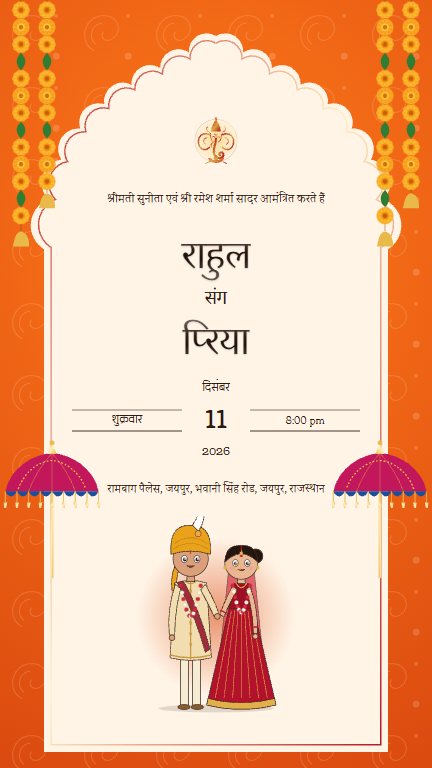 श्रीमती सुनीता एवं श्री रमेश शर्मा सादर आमंत्रित करते हैं
राहुल
संग
प्रिया
दिसंबर
शुक्रवार 11 8:00 pm
2026
रामबाग पैलेस, जयपुर, भवानी सिंह रोड, जयपुर, राजस्थान